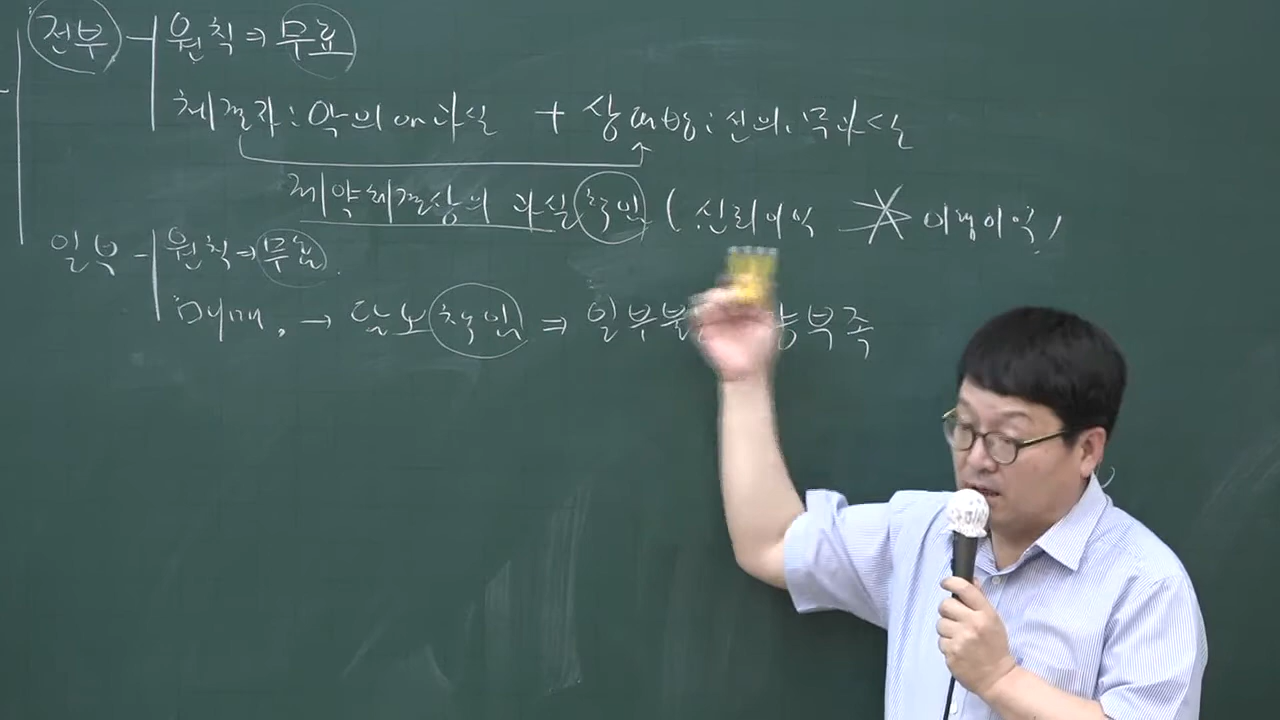 전부 - 원칙 ⇒ 무효
체결자 : 악의 or 과실 + 상대방 : 선의, 무과실
계약체결상의 과실책임 ( 신뢰이익 이행이익 )
일부 - 원칙 ⇒ 무효
매매, → 담보책임 ⇒ 일부 부족